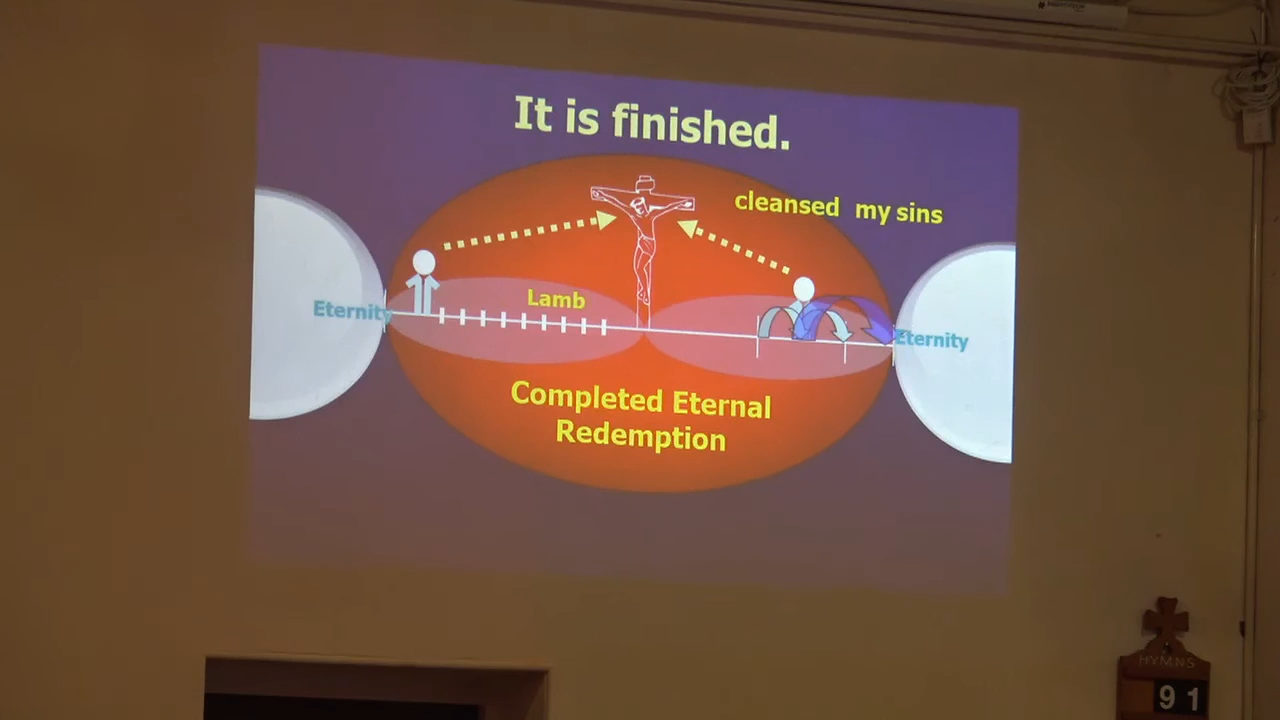 It is finished.
cleansed my sins
Lamb
Eternity
Eternity
Completed Eternal
Redemption
HYMNS
91